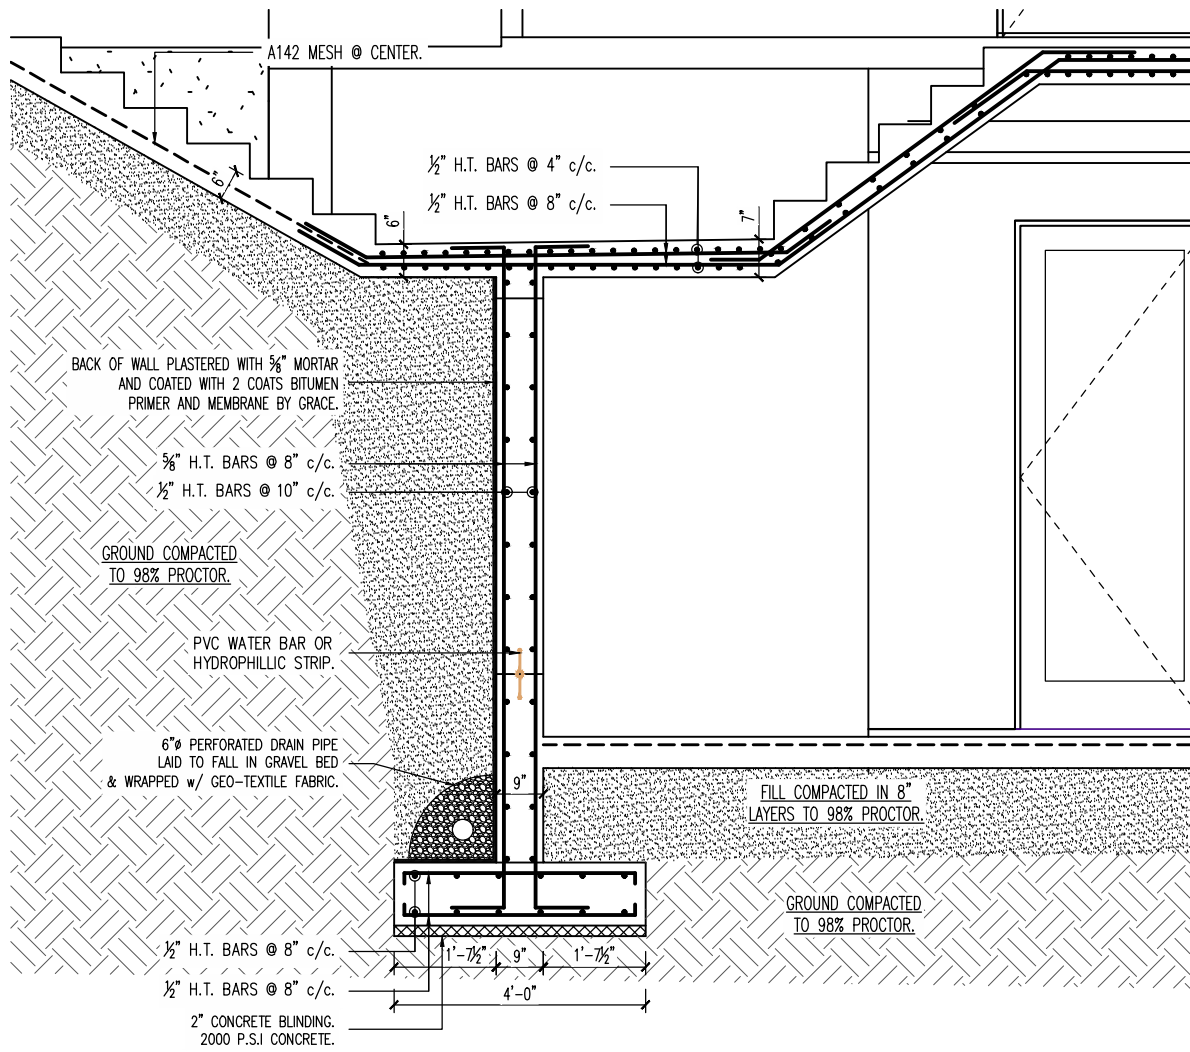 A142 MESH @ CENTER.
½" H.T. BARS @ 4" c/c.
½" H.T. BARS @ 8" c/c.
6"
6"
7"
BACK OF WALL PLASTERED WITH ⅝" MORTAR
AND COATED WITH 2 COATS BITUMEN
PRIMER AND MEMBRANE BY GRACE.
⅝" H.T. BARS @ 8" c/c.
½" H.T. BARS @ 10" c/c.
GROUND COMPACTED
TO 98% PROCTOR.
PVC WATER BAR OR
HYDROPHILLIC STRIP.
6"ø PERFORATED DRAIN PIPE
LAID TO FALL IN GRAVEL BED
& WRAPPED w/ GEO-TEXTILE FABRIC.
9"
FILL COMPACTED IN 8"
LAYERS TO 98% PROCTOR.
GROUND COMPACTED
TO 98% PROCTOR.
½" H.T. BARS @ 8" c/c.
1'-7½" 9" 1'-7½"
½" H.T. BARS @ 8" c/c.
4'-0"
2" CONCRETE BLINDING.
2000 P.S.I CONCRETE.